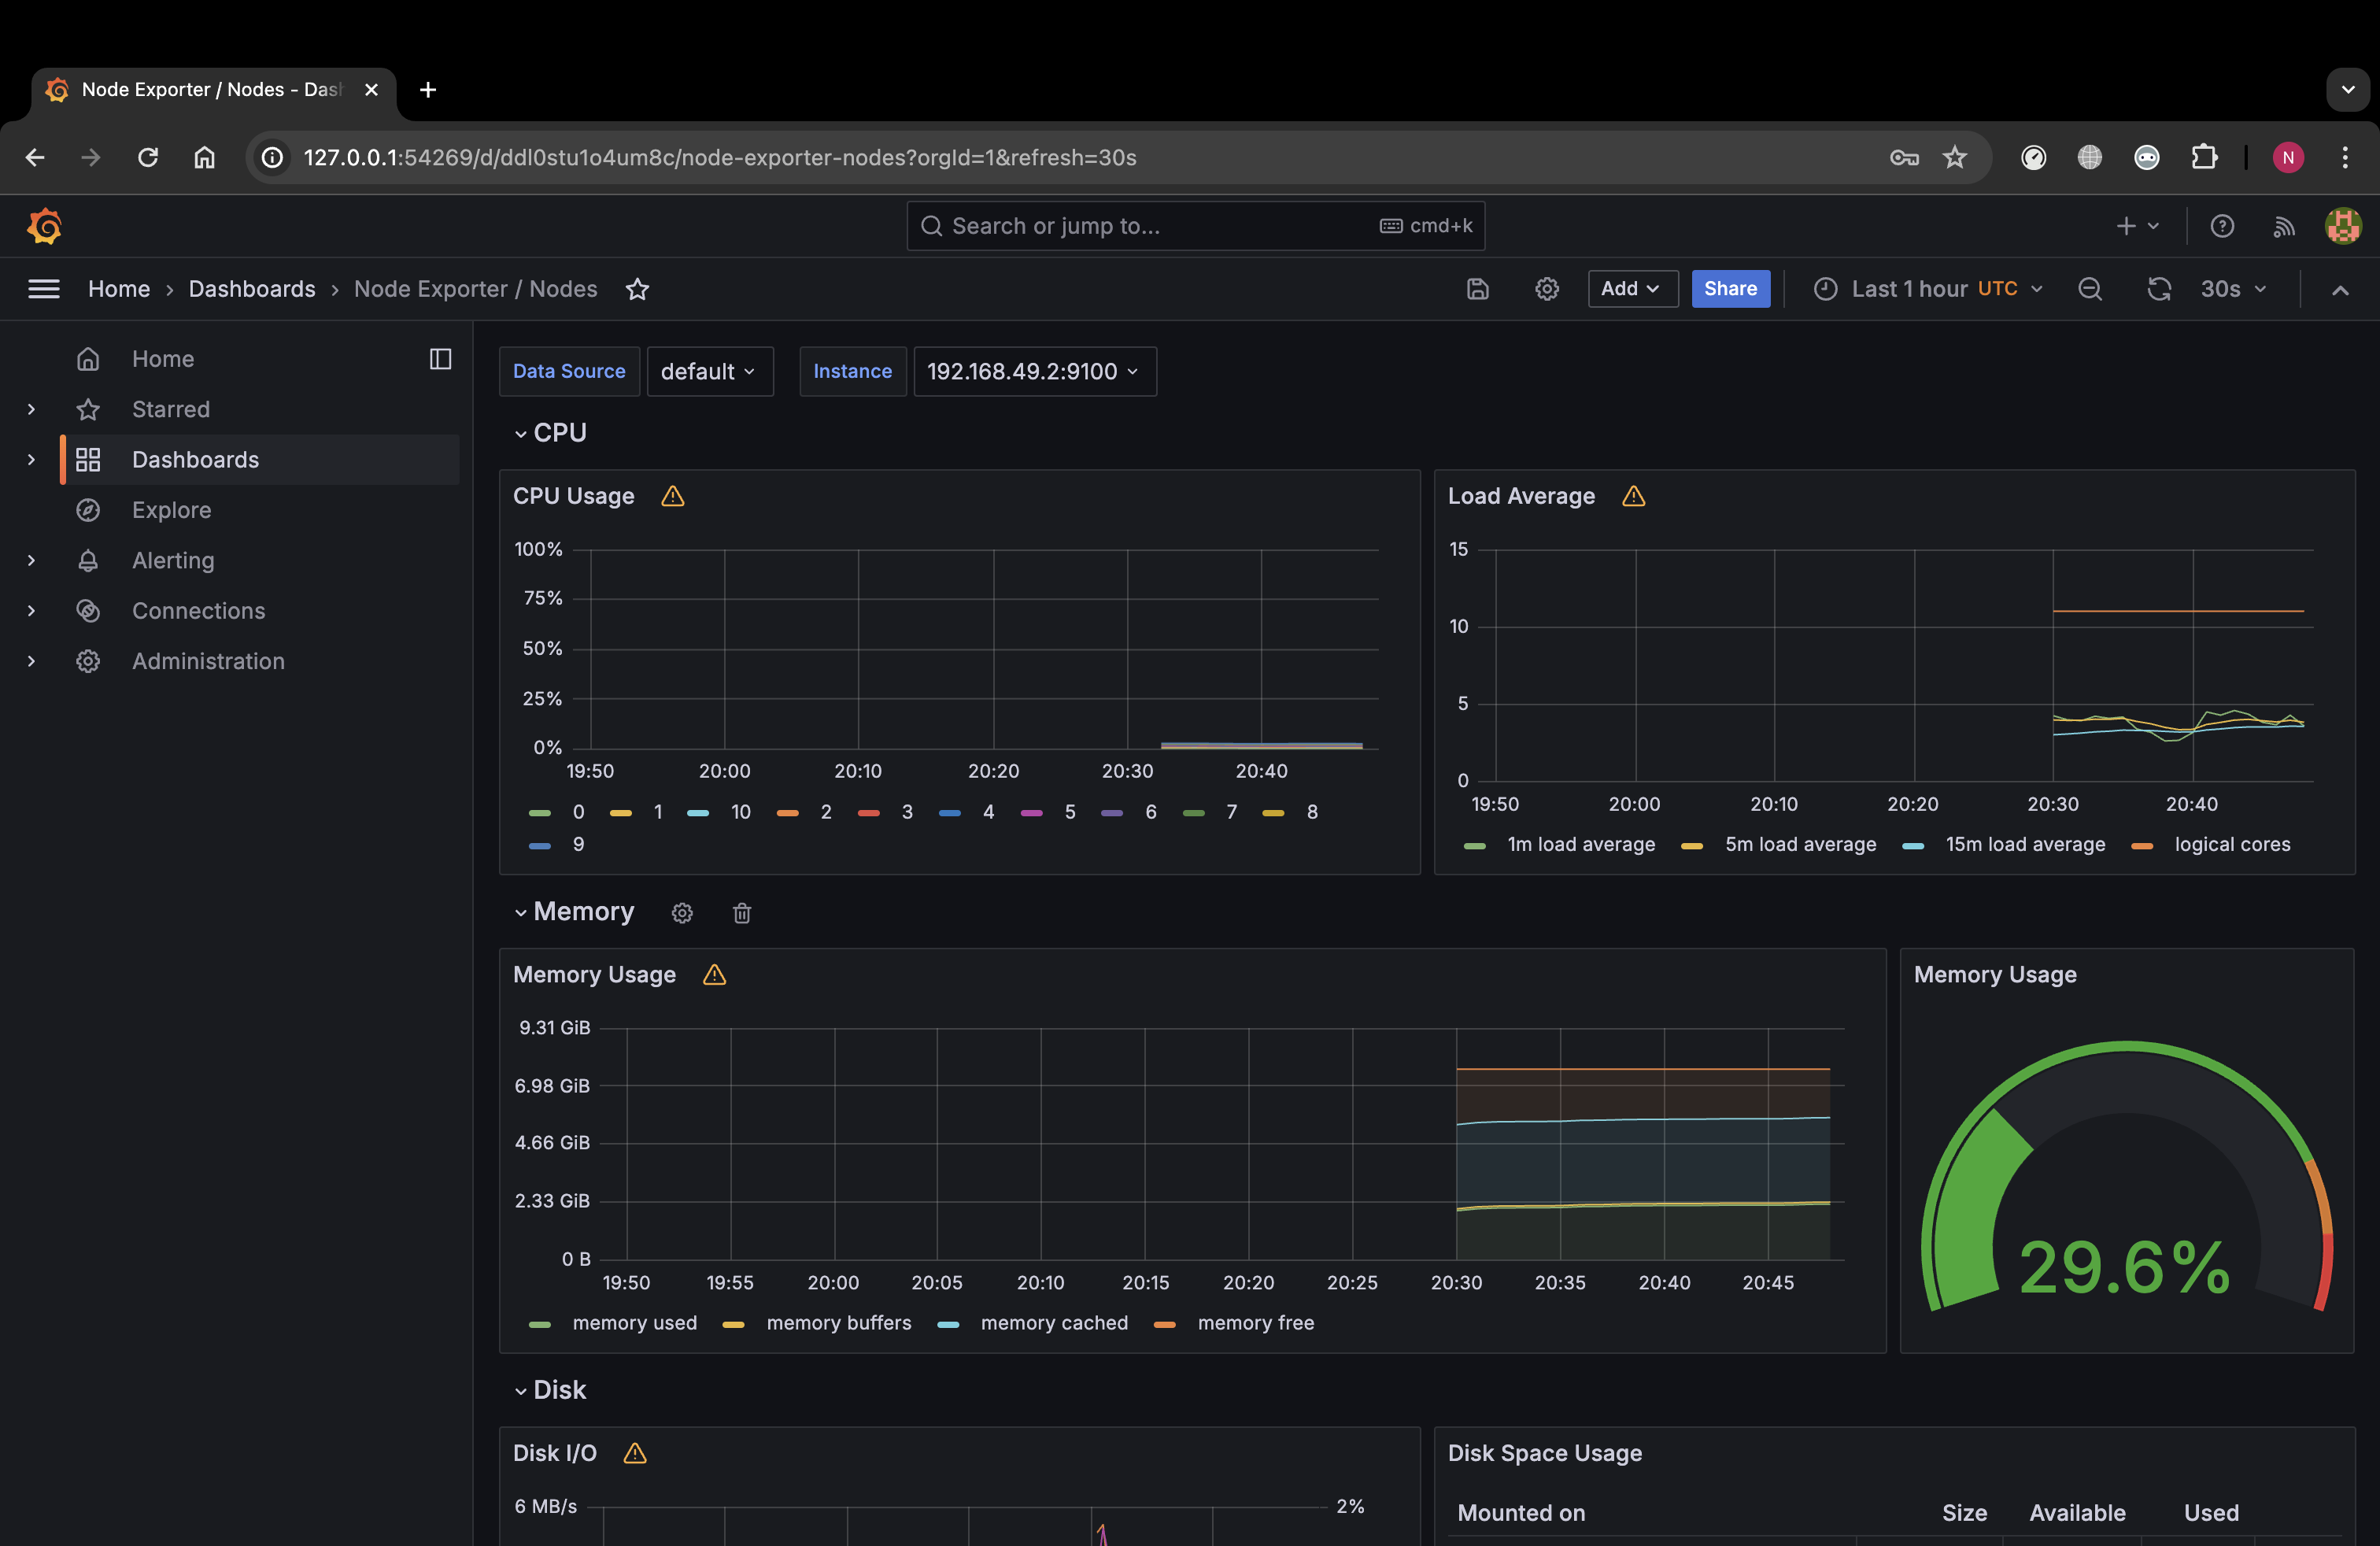 Node Exporter / Nodes - Dash
127.0.0.1:54269/d/ddl0stu1o4um8c/node-exporter-nodes?orgId=1&refresh=30s
N
Search or jump to... cmd+k
Home › Dashboards › Node Exporter / Nodes Add Share Last 1 hour UTC 30s
Home
Starred
Dashboards
Explore
Alerting
Connections
Administration
Data Source default Instance 192.168.49.2:9100
CPU
CPU Usage
100%
75%
50%
25%
0%
19:50 20:00 20:10 20:20 20:30 20:40
0 1 10 2 3 4 5 6 7 8
9
Load Average
15
10
5
0
19:50 20:00 20:10 20:20 20:30 20:40
1m load average 5m load average 15m load average logical cores
Memory
Memory Usage
9.31 GiB
6.98 GiB
4.66 GiB
2.33 GiB
0 B
19:50 19:55 20:00 20:05 20:10 20:15 20:20 20:25 20:30 20:35 20:40 20:45
memory used memory buffers memory cached memory free
Memory Usage
29.6%
Disk
Disk I/O
6 MB/s 2%
Disk Space Usage
Mounted on Size Available Used